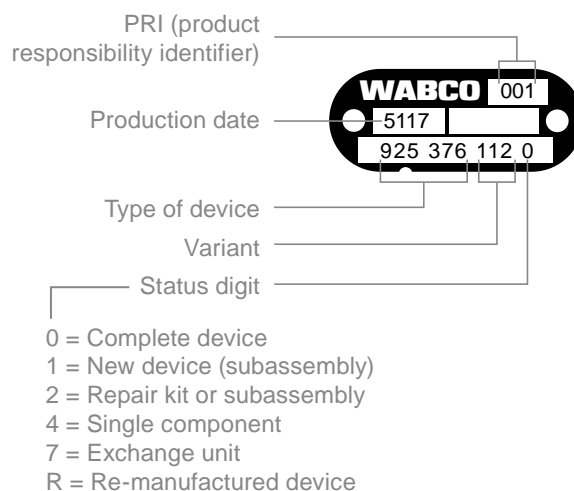 PRI (product
responsibility identifier)
WABCO 001
Production date
5117
925 376 112 0
Type of device
Variant
Status digit
0 = Complete device
1 = New device (subassembly)
2 = Repair kit or subassembly
4 = Single component
7 = Exchange unit
R = Re-manufactured device